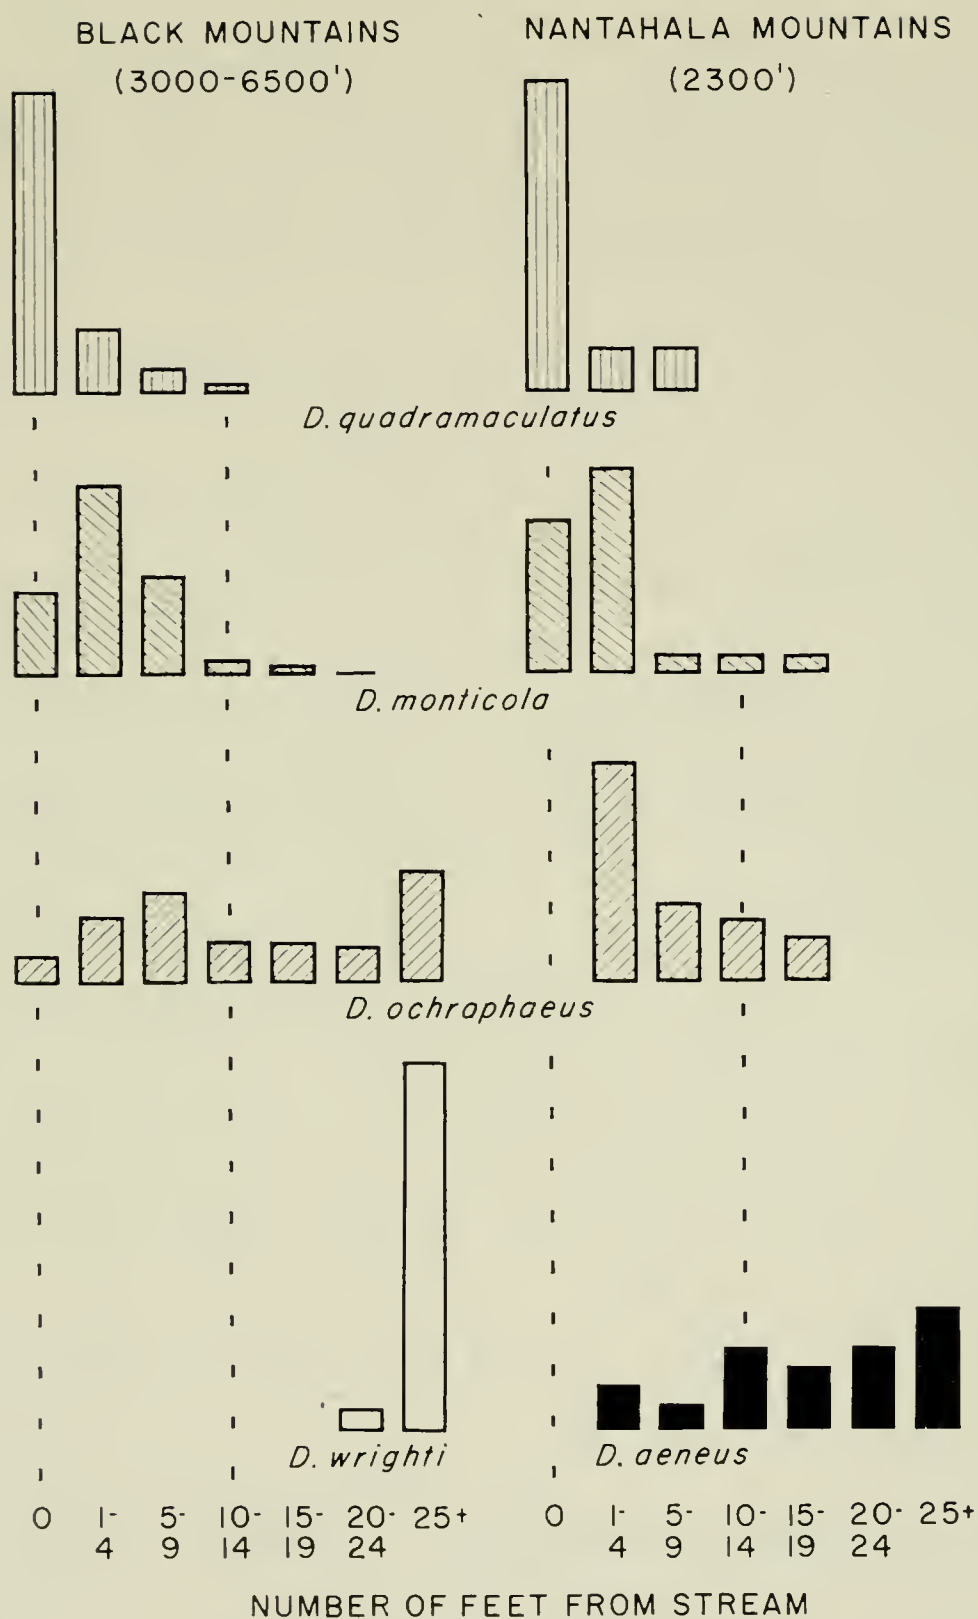 BLACK MOUNTAINS
(3000-6500')
NANTAHALA MOUNTAINS
(2300')
D. quadramaculatus
D. monticola
D. ochrophaeus
D. wrighti
D. aeneus
0 1-4 5-9 10-14 15-19 20-24 25+
0 1-4 5-9 10-14 15-19 20-24 25+
NUMBER OF FEET FROM STREAM